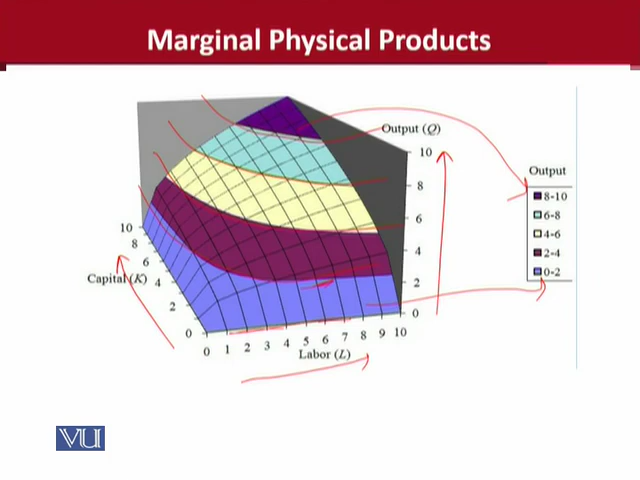 Marginal Physical Products
Output (Q)
10
8
6
4
2
0
Output
8-10
6-8
4-6
2-4
0-2
10
8
6
4
2
0
Capital (K)
0 1 2 3 4 5 6 7 8 9 10
Labor (L)
VU